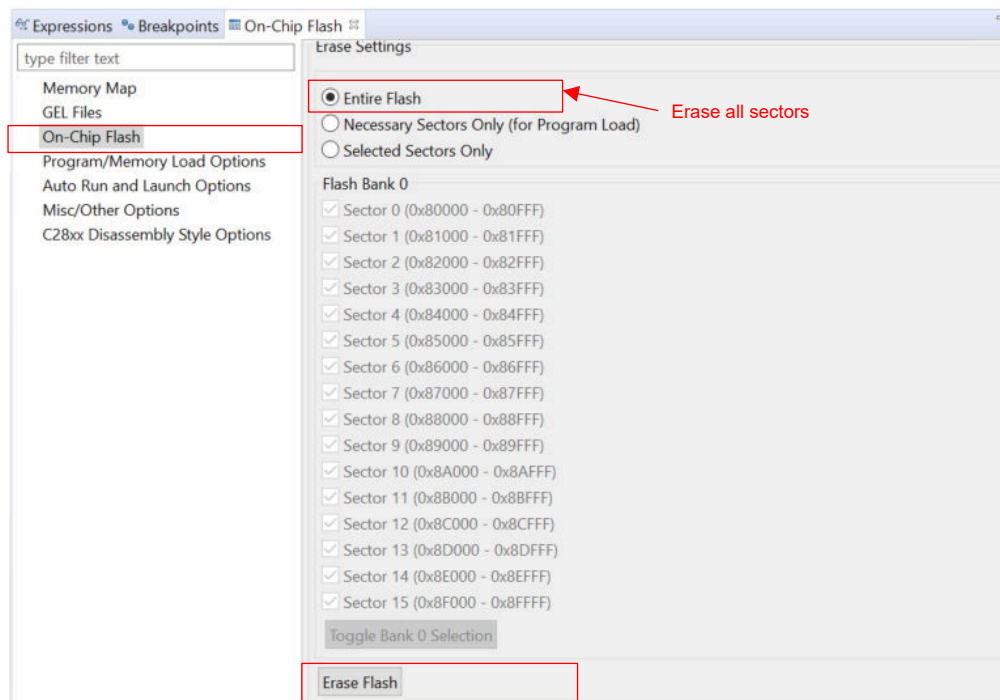 Expressions Breakpoints On-Chip Flash
type filter text
Memory Map
GEL Files
On-Chip Flash
Program/Memory Load Options
Auto Run and Launch Options
Misc/Other Options
C28xx Disassembly Style Options
Erase Settings
Entire Flash
Erase all sectors
Necessary Sectors Only (for Program Load)
Selected Sectors Only
Flash Bank 0
Sector 0 (0x80000 - 0x80FFF)
Sector 1 (0x81000 - 0x81FFF)
Sector 2 (0x82000 - 0x82FFF)
Sector 3 (0x83000 - 0x83FFF)
Sector 4 (0x84000 - 0x84FFF)
Sector 5 (0x85000 - 0x85FFF)
Sector 6 (0x86000 - 0x86FFF)
Sector 7 (0x87000 - 0x87FFF)
Sector 8 (0x88000 - 0x88FFF)
Sector 9 (0x89000 - 0x89FFF)
Sector 10 (0x8A000 - 0x8AFFF)
Sector 11 (0x8B000 - 0x8BFFF)
Sector 12 (0x8C000 - 0x8CFFF)
Sector 13 (0x8D000 - 0x8DFFF)
Sector 14 (0x8E000 - 0x8EFFF)
Sector 15 (0x8F000 - 0x8FFFF)
Toggle Bank 0 Selection
Erase Flash